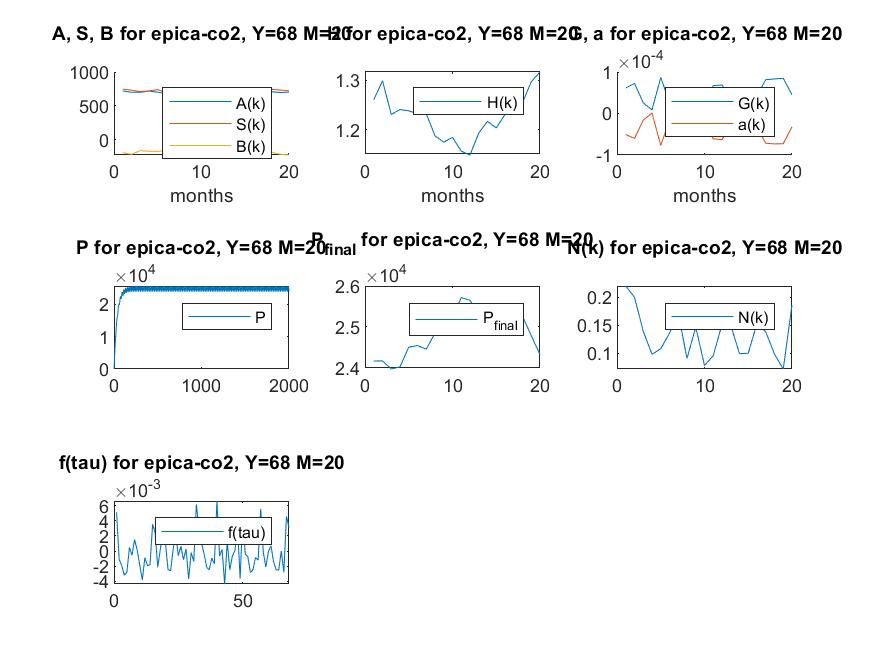 A, S, B for epica-co2, Y=68 M=20
H for epica-co2, Y=68 M=20
G, a for epica-co2, Y=68 M=20
1000
500
0
A(k)
S(k)
B(k)
0 10 20
months
1.3
1.2
H(k)
0 10 20
months
×10^-4
1
0
-1
G(k)
a(k)
0 10 20
months
P for epica-co2, Y=68 M=20
P_final for epica-co2, Y=68 M=20
N(k) for epica-co2, Y=68 M=20
×10^4
2
1
0
P
0 1000 2000
×10^4
2.6
2.5
2.4
P_final
0 10 20
0.2
0.15
0.1
N(k)
0 10 20
f(tau) for epica-co2, Y=68 M=20
×10^-3
6
4
2
0
-2
-4
f(tau)
0 50